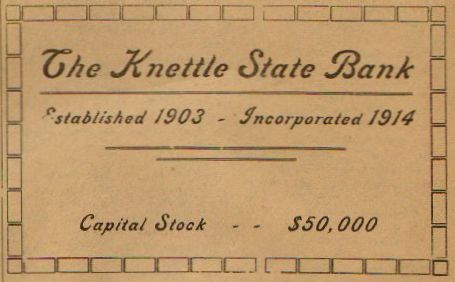 The Knettle State Bank
Established 1903 - Incorporated 1914
Capital Stock - - $50,000